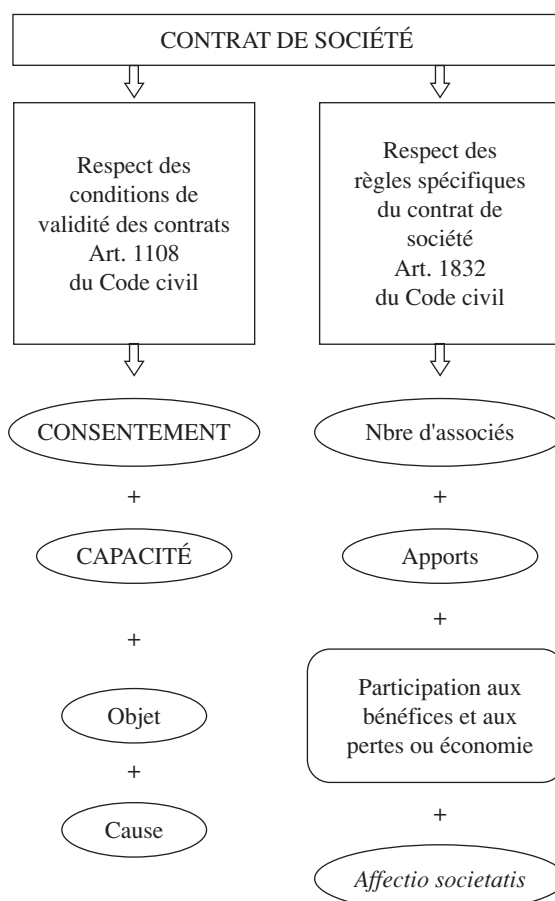 CONTRAT DE SOCIÉTÉ
Respect des
conditions de
validité des contrats
Art. 1108
du Code civil
CONSENTEMENT
+
CAPACITÉ
+
Objet
+
Cause
Respect des
règles spécifiques
du contrat de
société
Art. 1832
du Code civil
Nbre d'associés
+
Apports
+
Participation aux
bénéfices et aux
pertes ou économie
+
Affectio societatis